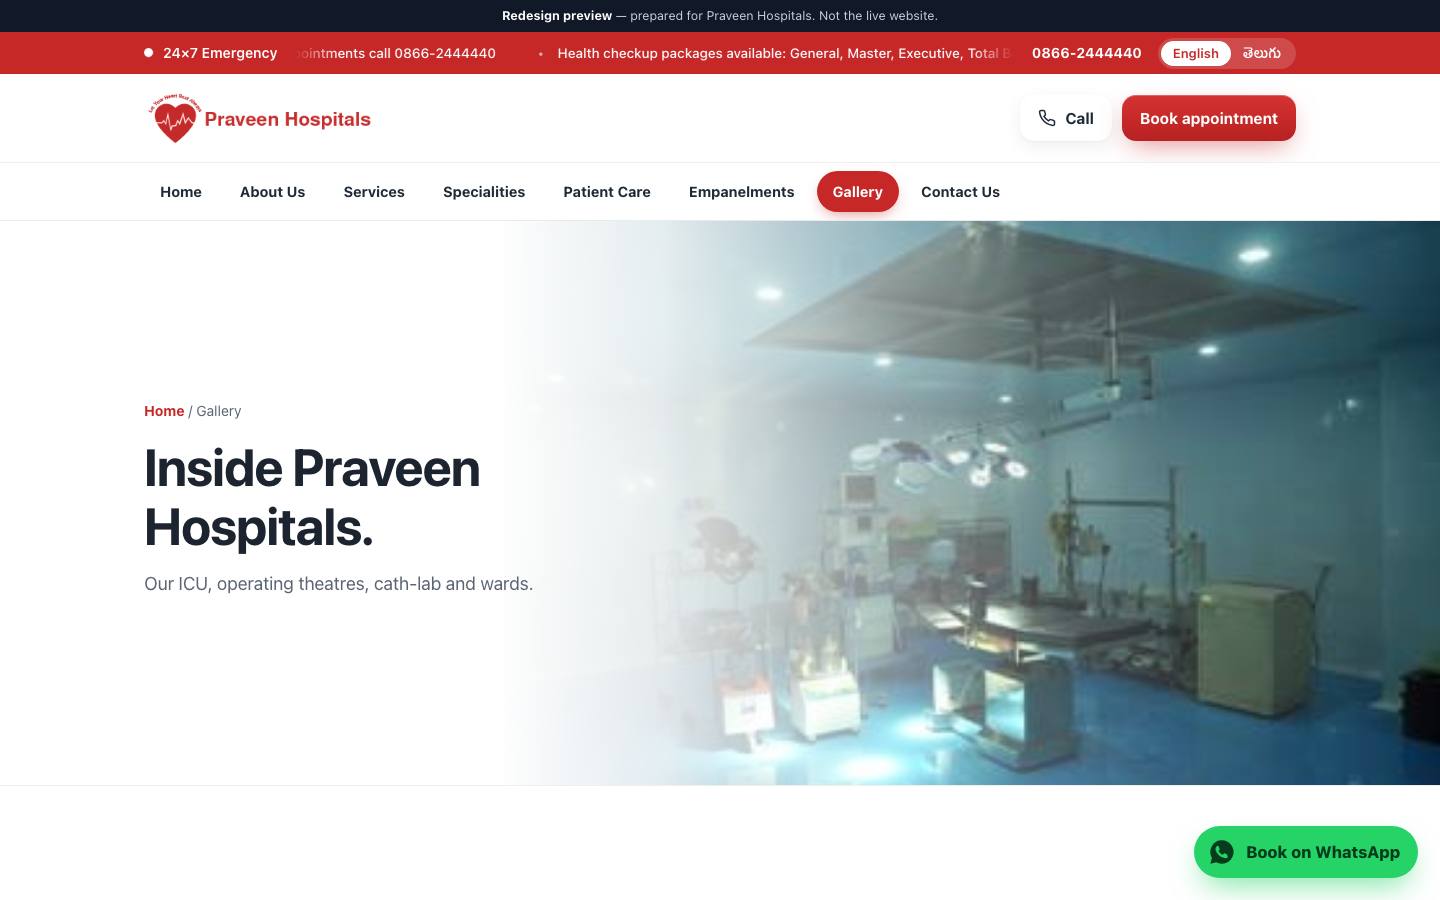 Redesign preview — prepared for Praveen Hospitals. Not the live website.
24×7 Emergency
ointments call 0866-2444440 • Health checkup packages available: General, Master, Executive, Total
0866-2444440
English
తెలుగు
Praveen Hospitals
Call
Book appointment
Home
About Us
Services
Specialities
Patient Care
Empanelments
Gallery
Contact Us
Home / Gallery
Inside Praveen
Hospitals.
Our ICU, operating theatres, cath-lab and wards.
Book on WhatsApp